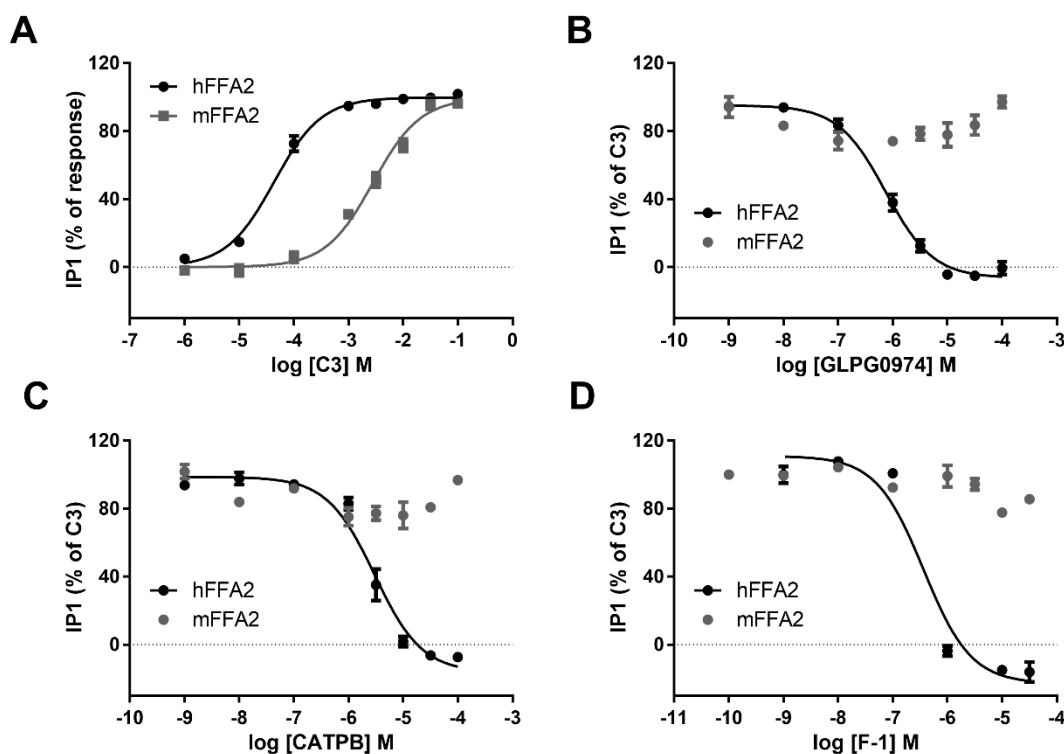 A
IP1 (% of response)
120
80
40
0
hFFA2
mFFA2
-7 -6 -5 -4 -3 -2 -1 0
log [C3] M
B
IP1 (% of C3)
120
80
40
0
hFFA2
mFFA2
-10 -9 -8 -7 -6 -5 -4 -3
log [GLPG0974] M
C
IP1 (% of C3)
120
80
40
0
hFFA2
mFFA2
-10 -9 -8 -7 -6 -5 -4 -3
log [CATPB] M
D
IP1 (% of C3)
120
80
40
0
hFFA2
mFFA2
-11 -10 -9 -8 -7 -6 -5 -4
log [F-1] M